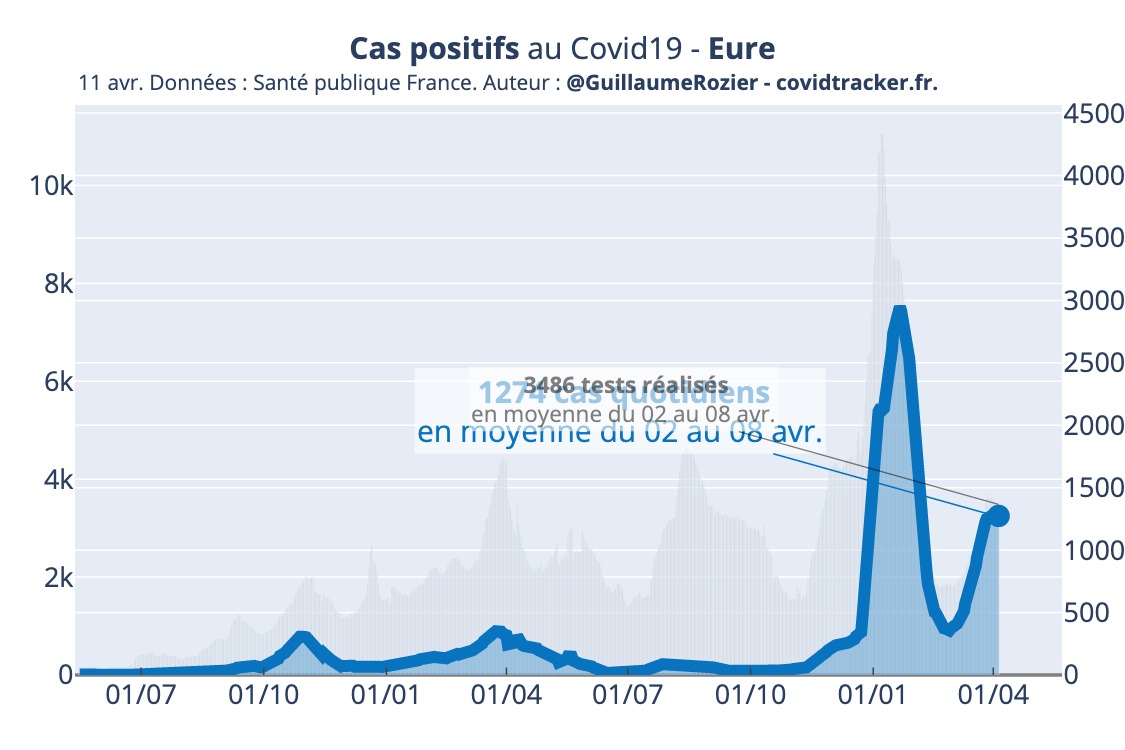 Cas positifs au Covid19 - Eure
11 avr. Données : Santé publique France. Auteur : @GuillaumeRozier - covidtracker.fr.
4500
4000
10k
3500
8k
3000
2500
6k
3486 tests réalisés
1274 cas quotidiens
en moyenne du 02 au 08 avr.
en moyenne du 02 au 08 avr.
2000
4k
1500
1000
2k
500
0
0
01/07 01/10 01/01 01/04 01/07 01/10 01/01 01/04